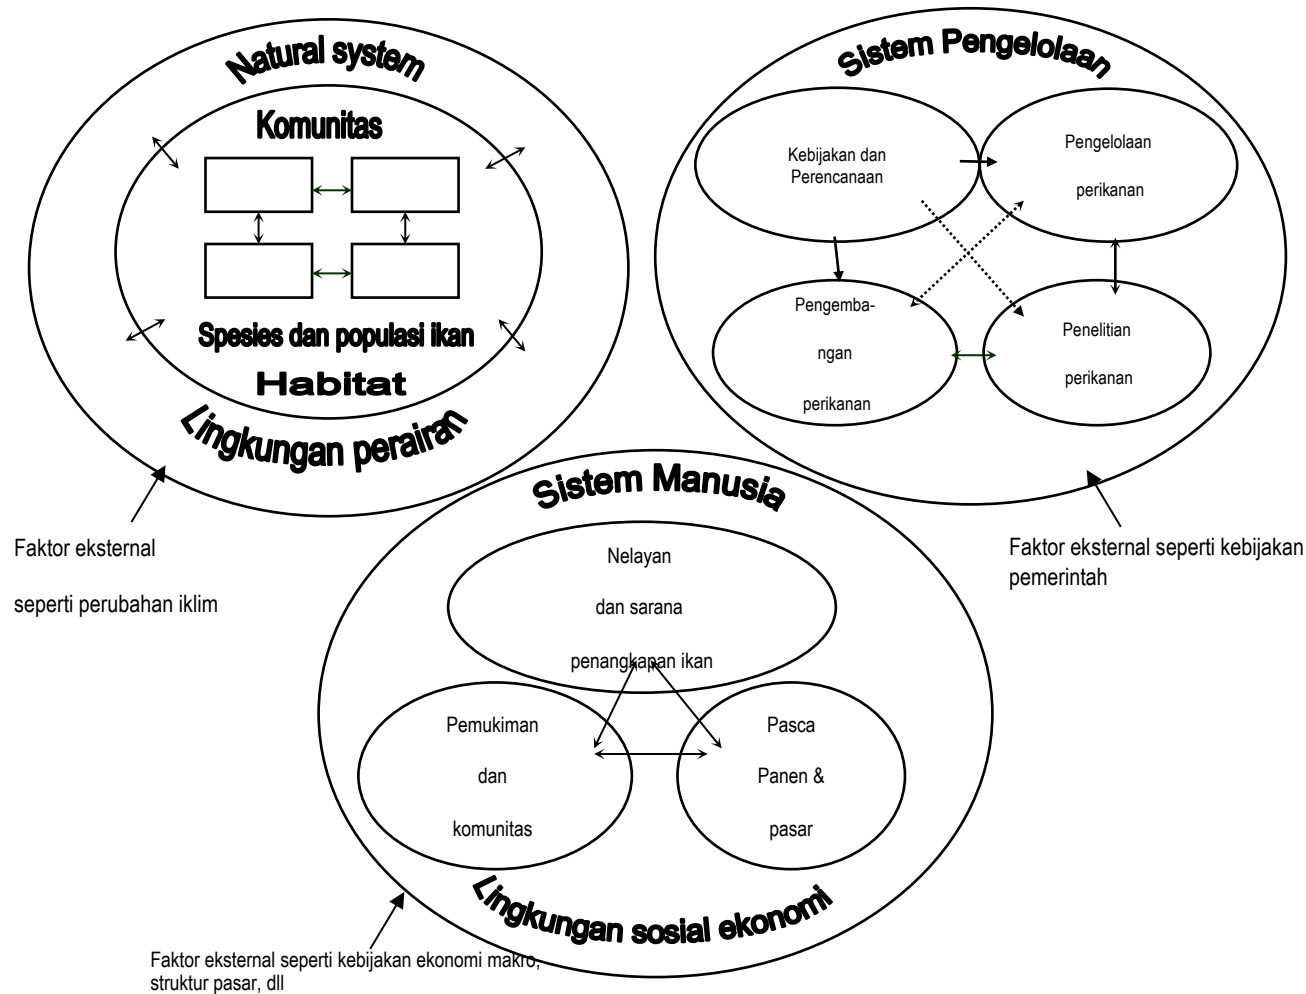 Natural system
Komunitas
Spesies dan populasi ikan
Habitat
Lingkungan perairan
Faktor eksternal
seperti perubahan iklim
Sistem Pengelolaan
Kebijakan dan
Perencanaan
Pengelolaan
perikanan
Pengemba-
ngan
perikanan
Penelitian
perikanan
Faktor eksternal seperti kebijakan
pemerintah
Sistem Manusia
Nelayan
dan sarana
penangkapan ikan
Pemukiman
dan
komunitas
Pasca
Panen &
pasar
Lingkungan sosial ekonomi
Faktor eksternal seperti kebijakan ekonomi makro,
struktur pasar, dll